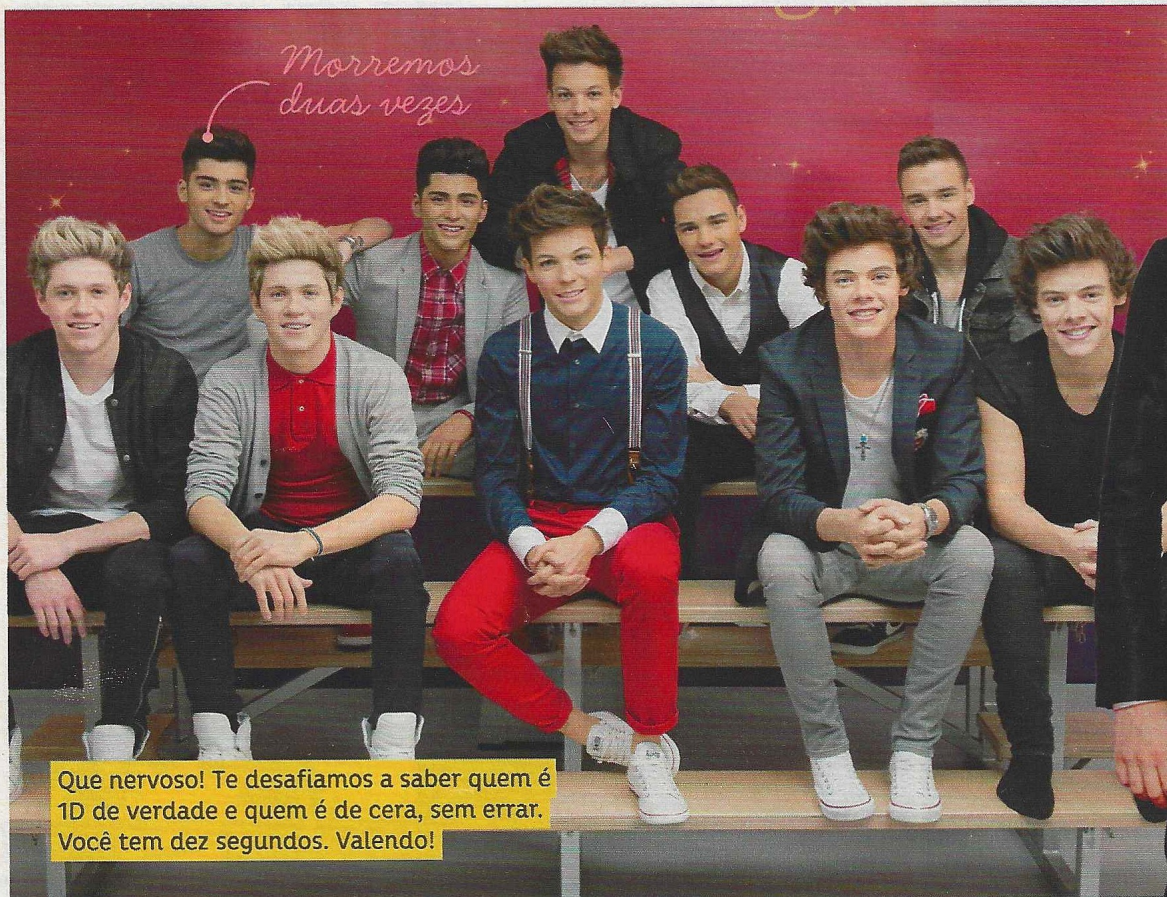 Morremos
duas vezes
Que nervoso! Te desafiamos a saber quem é
1D de verdade e quem é de cera, sem errar.
Você tem dez segundos. Valendo!